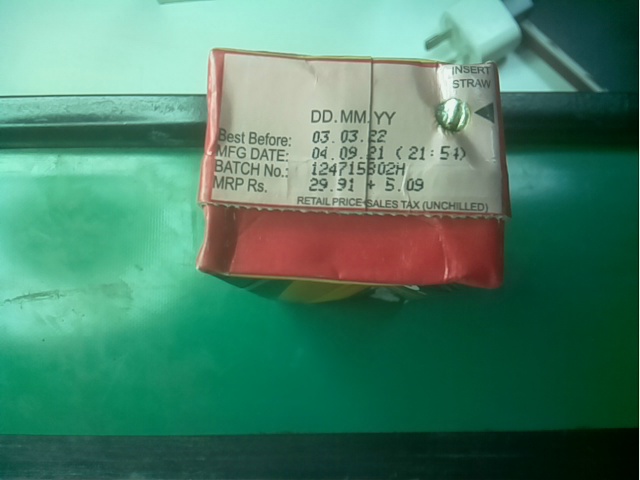 INSERT
STRAW
DD.MM.YY
Best Before: 03.03.22
MFG DATE: 04.09.21 (21:54)
BATCH No.: 124715302H
MRP Rs. 29.91 + 5.09
RETAIL PRICE+SALES TAX (UNCHILLED)